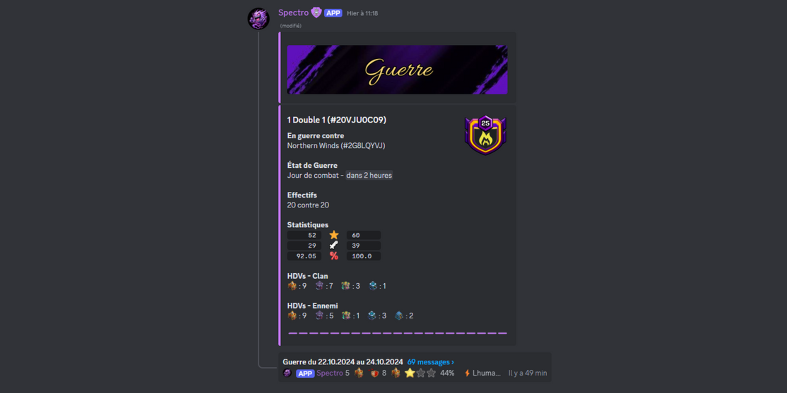 Spectro APP Hier à 11:18
(modifié)
Guerre
1 Double 1 (#20VJU0C09)
25
En guerre contre
Northern Winds (#2G8LQYVJ)
État de Guerre
Jour de combat - dans 2 heures
Effectifs
20 contre 20
Statistiques
52 60
29 39
92.05 100.0
HDVs - Clan
: 9 : 7 : 3 : 1
HDVs - Ennemi
: 9 : 5 : 1 : 3 : 2
Guerre du 22.10.2024 au 24.10.2024 69 messages ›
APP Spectro 5 8 44% Lhuma... Il y a 49 min